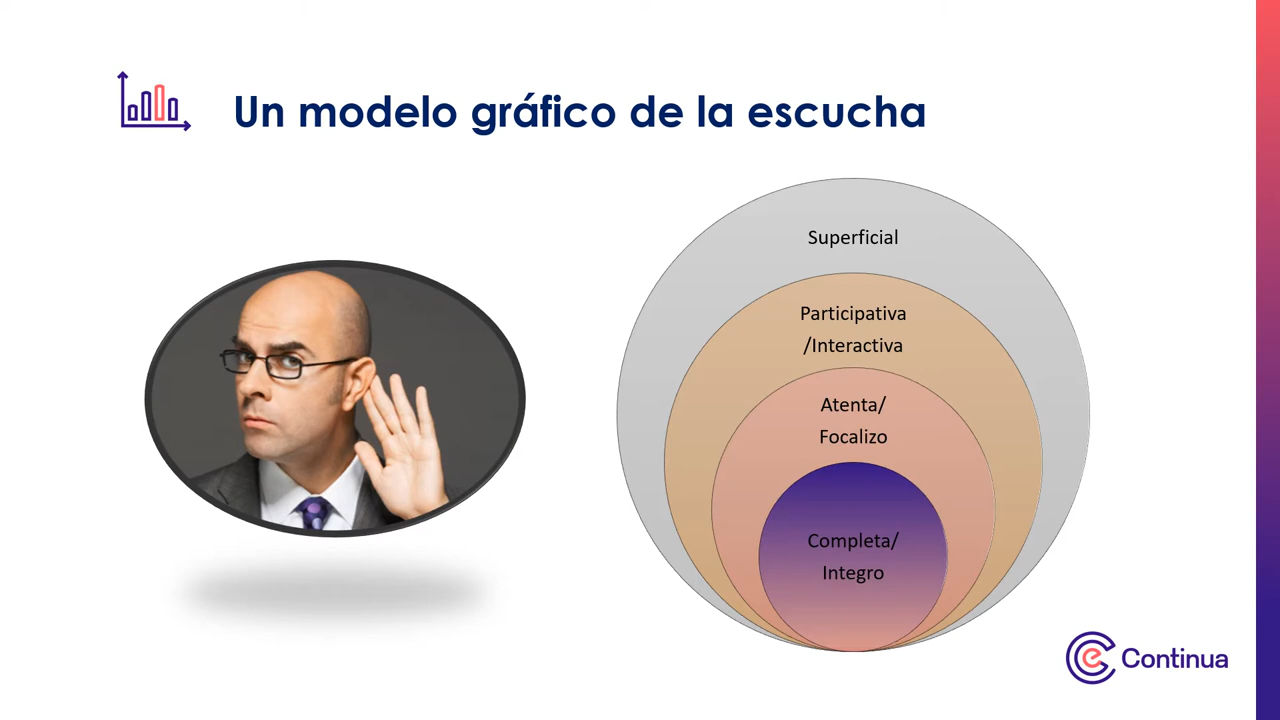 Un modelo gráfico de la escucha
Superficial
Participativa
/Interactiva
Atenta/
Focalizo
Completa/
Integro
e Continua